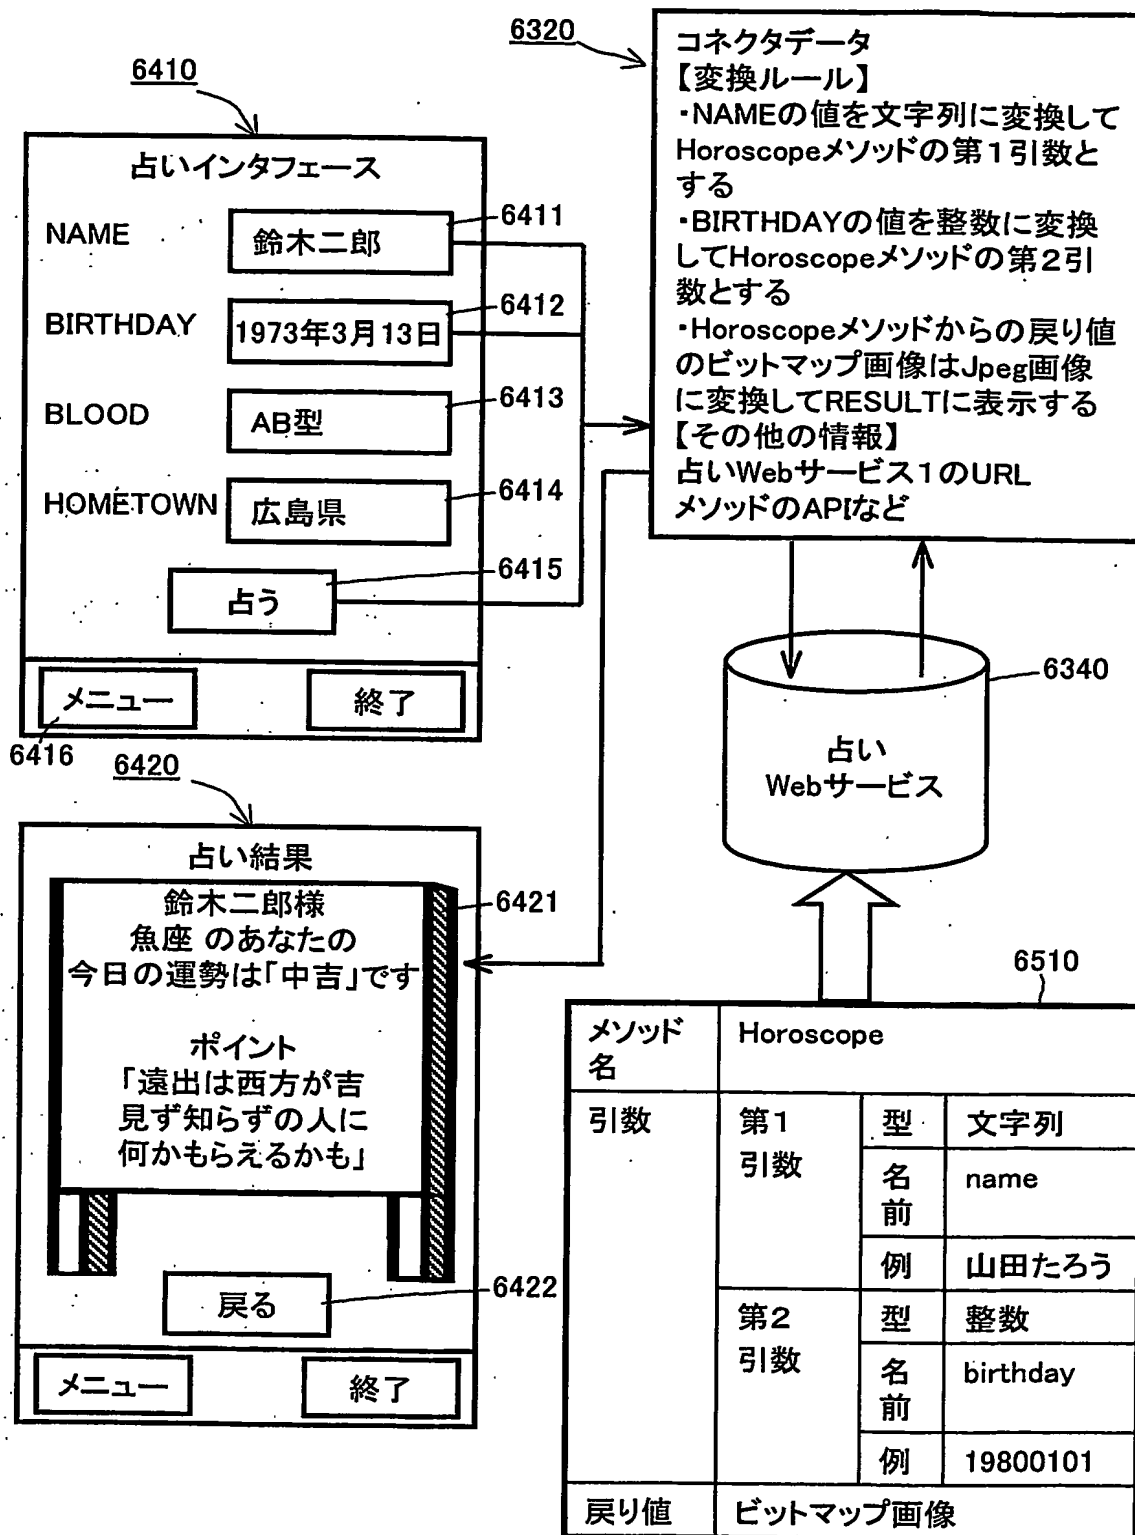 6410
占いインタフェース
NAME
鈴木二郎
6411
BIRTHDAY
1973年3月13日
6412
BLOOD
AB型
6413
HOMETOWN
広島県
6414
占う
6415
メニュー
終了
6416
6320
コネクタデータ
【変換ルール】
・NAMEの値を文字列に変換して
Horoscopeメソッドの第1引数と
する
・BIRTHDAYの値を整数に変換
してHoroscopeメソッドの第2引
数とする
・Horoscopeメソッドからの戻り値
のビットマップ画像はJpeg画像
に変換してRESULTに表示する
【その他の情報】
占いWebサービス1のURL
メソッドのAPIなど
6340
占い
Webサービス
6420
占い結果
鈴木二郎様
魚座 のあなたの
今日の運勢は「中吉」です
ポイント
「遠出は西方が吉
見ず知らずの人に
何かもらえるかも」
6421
戻る
6422
メニュー
終了
6510
メソッド
名
Horoscope
引数
第1
引数
型
文字列
名
前
name
例
山田たろう
第2
引数
型
整数
名
前
birthday
例
19800101
戻り値
ビットマップ画像